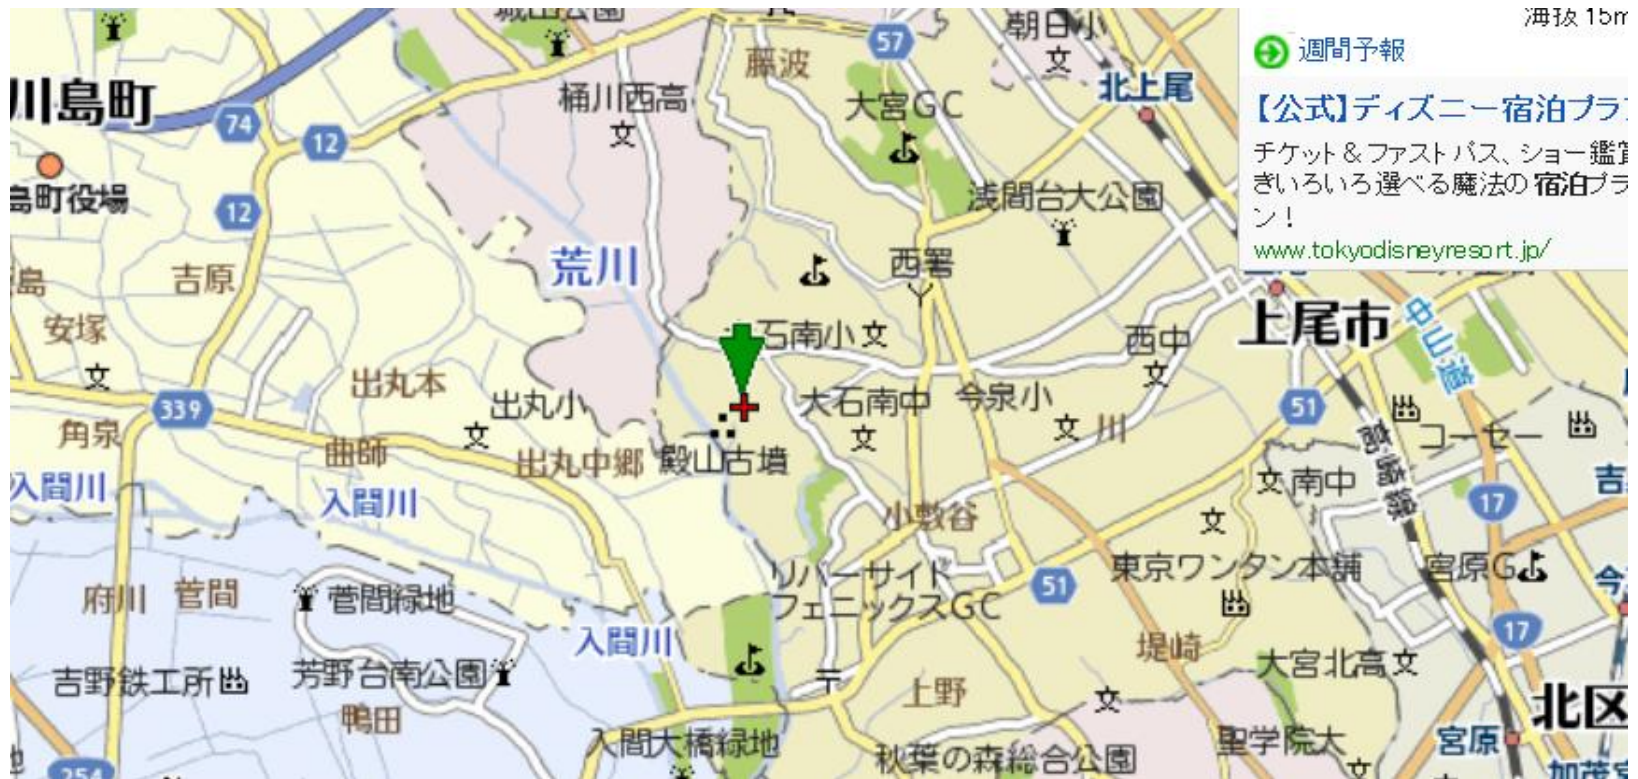 城山公園
朝日小
海抜 15m
57
藤波
週間予報
北上尾
川島町
74
桶川西高
大宮GC
【公式】ディズニー宿泊プラ
12
チケット＆ファストパス、ショー鑑賞
きいろいろ選べる魔法の宿泊プラ
ン！
www.tokyodisneyresort.jp/
島町役場
12
浅間台大公園
荒川
西署
吉原
島
安塚
石南小
西中
上尾市
中山道
出丸本
339
出丸小
大石南中
今泉小
川
51
コーセー
高崎線
角泉
曲師
出丸中郷
殿山古墳
南中
17
入間川
入間川
小敷谷
東京ワンタン本舗
宮原G
府川
菅間
菅間緑地
リバーサイド
フェニックスGC
51
17
入間川
堤崎
大宮北高
吉野鉄工所
芳野台南公園
上野
鴨田
北区
入間大橋緑地
秋葉の森総合公園
聖学院大
宮原
254